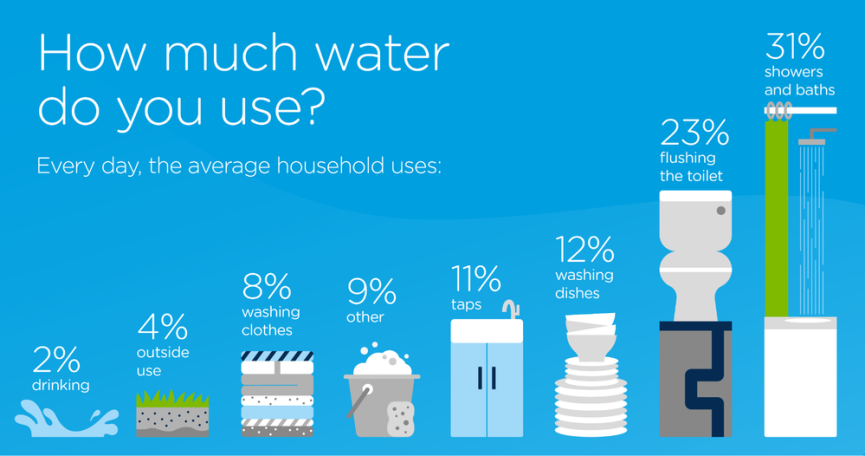 How much water
do you use?
Every day, the average household uses:
2%
drinking
4%
outside
use
8%
washing
clothes
9%
other
11%
taps
12%
washing
dishes
23%
flushing
the toilet
31%
showers
and baths